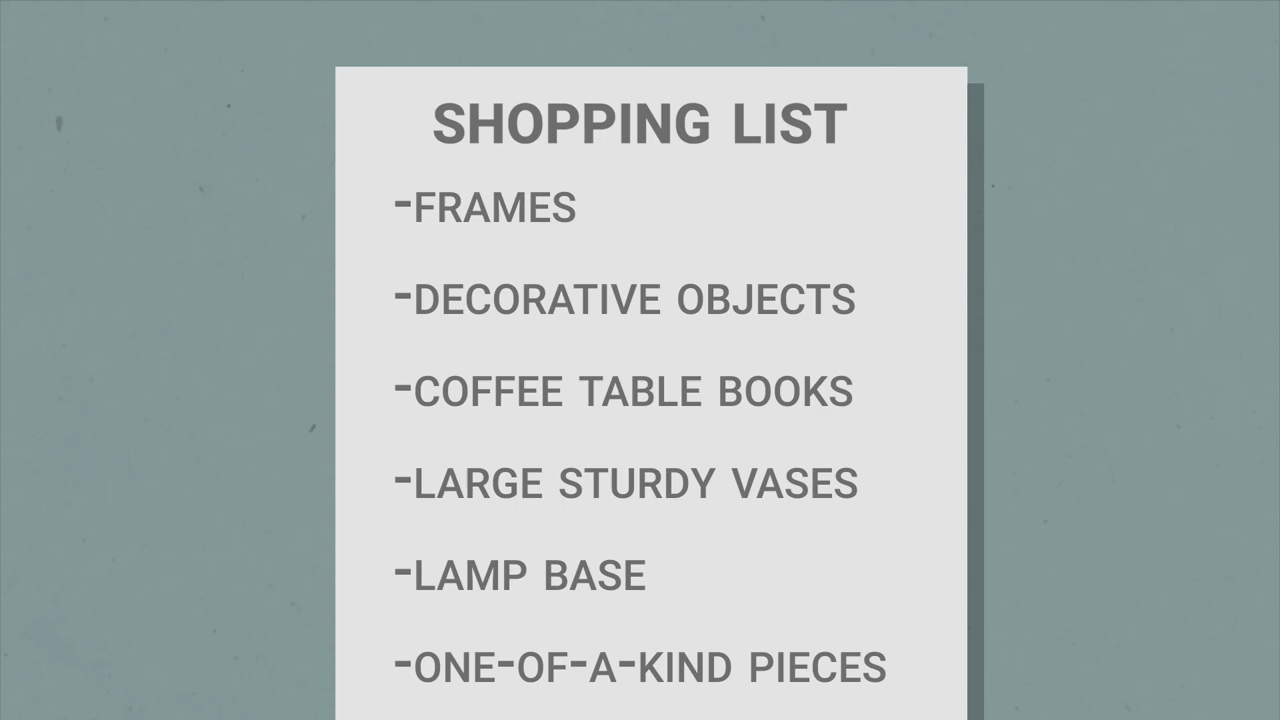 SHOPPING LIST
-FRAMES
-DECORATIVE OBJECTS
-COFFEE TABLE BOOKS
-LARGE STURDY VASES
-LAMP BASE
-ONE-OF-A-KIND PIECES